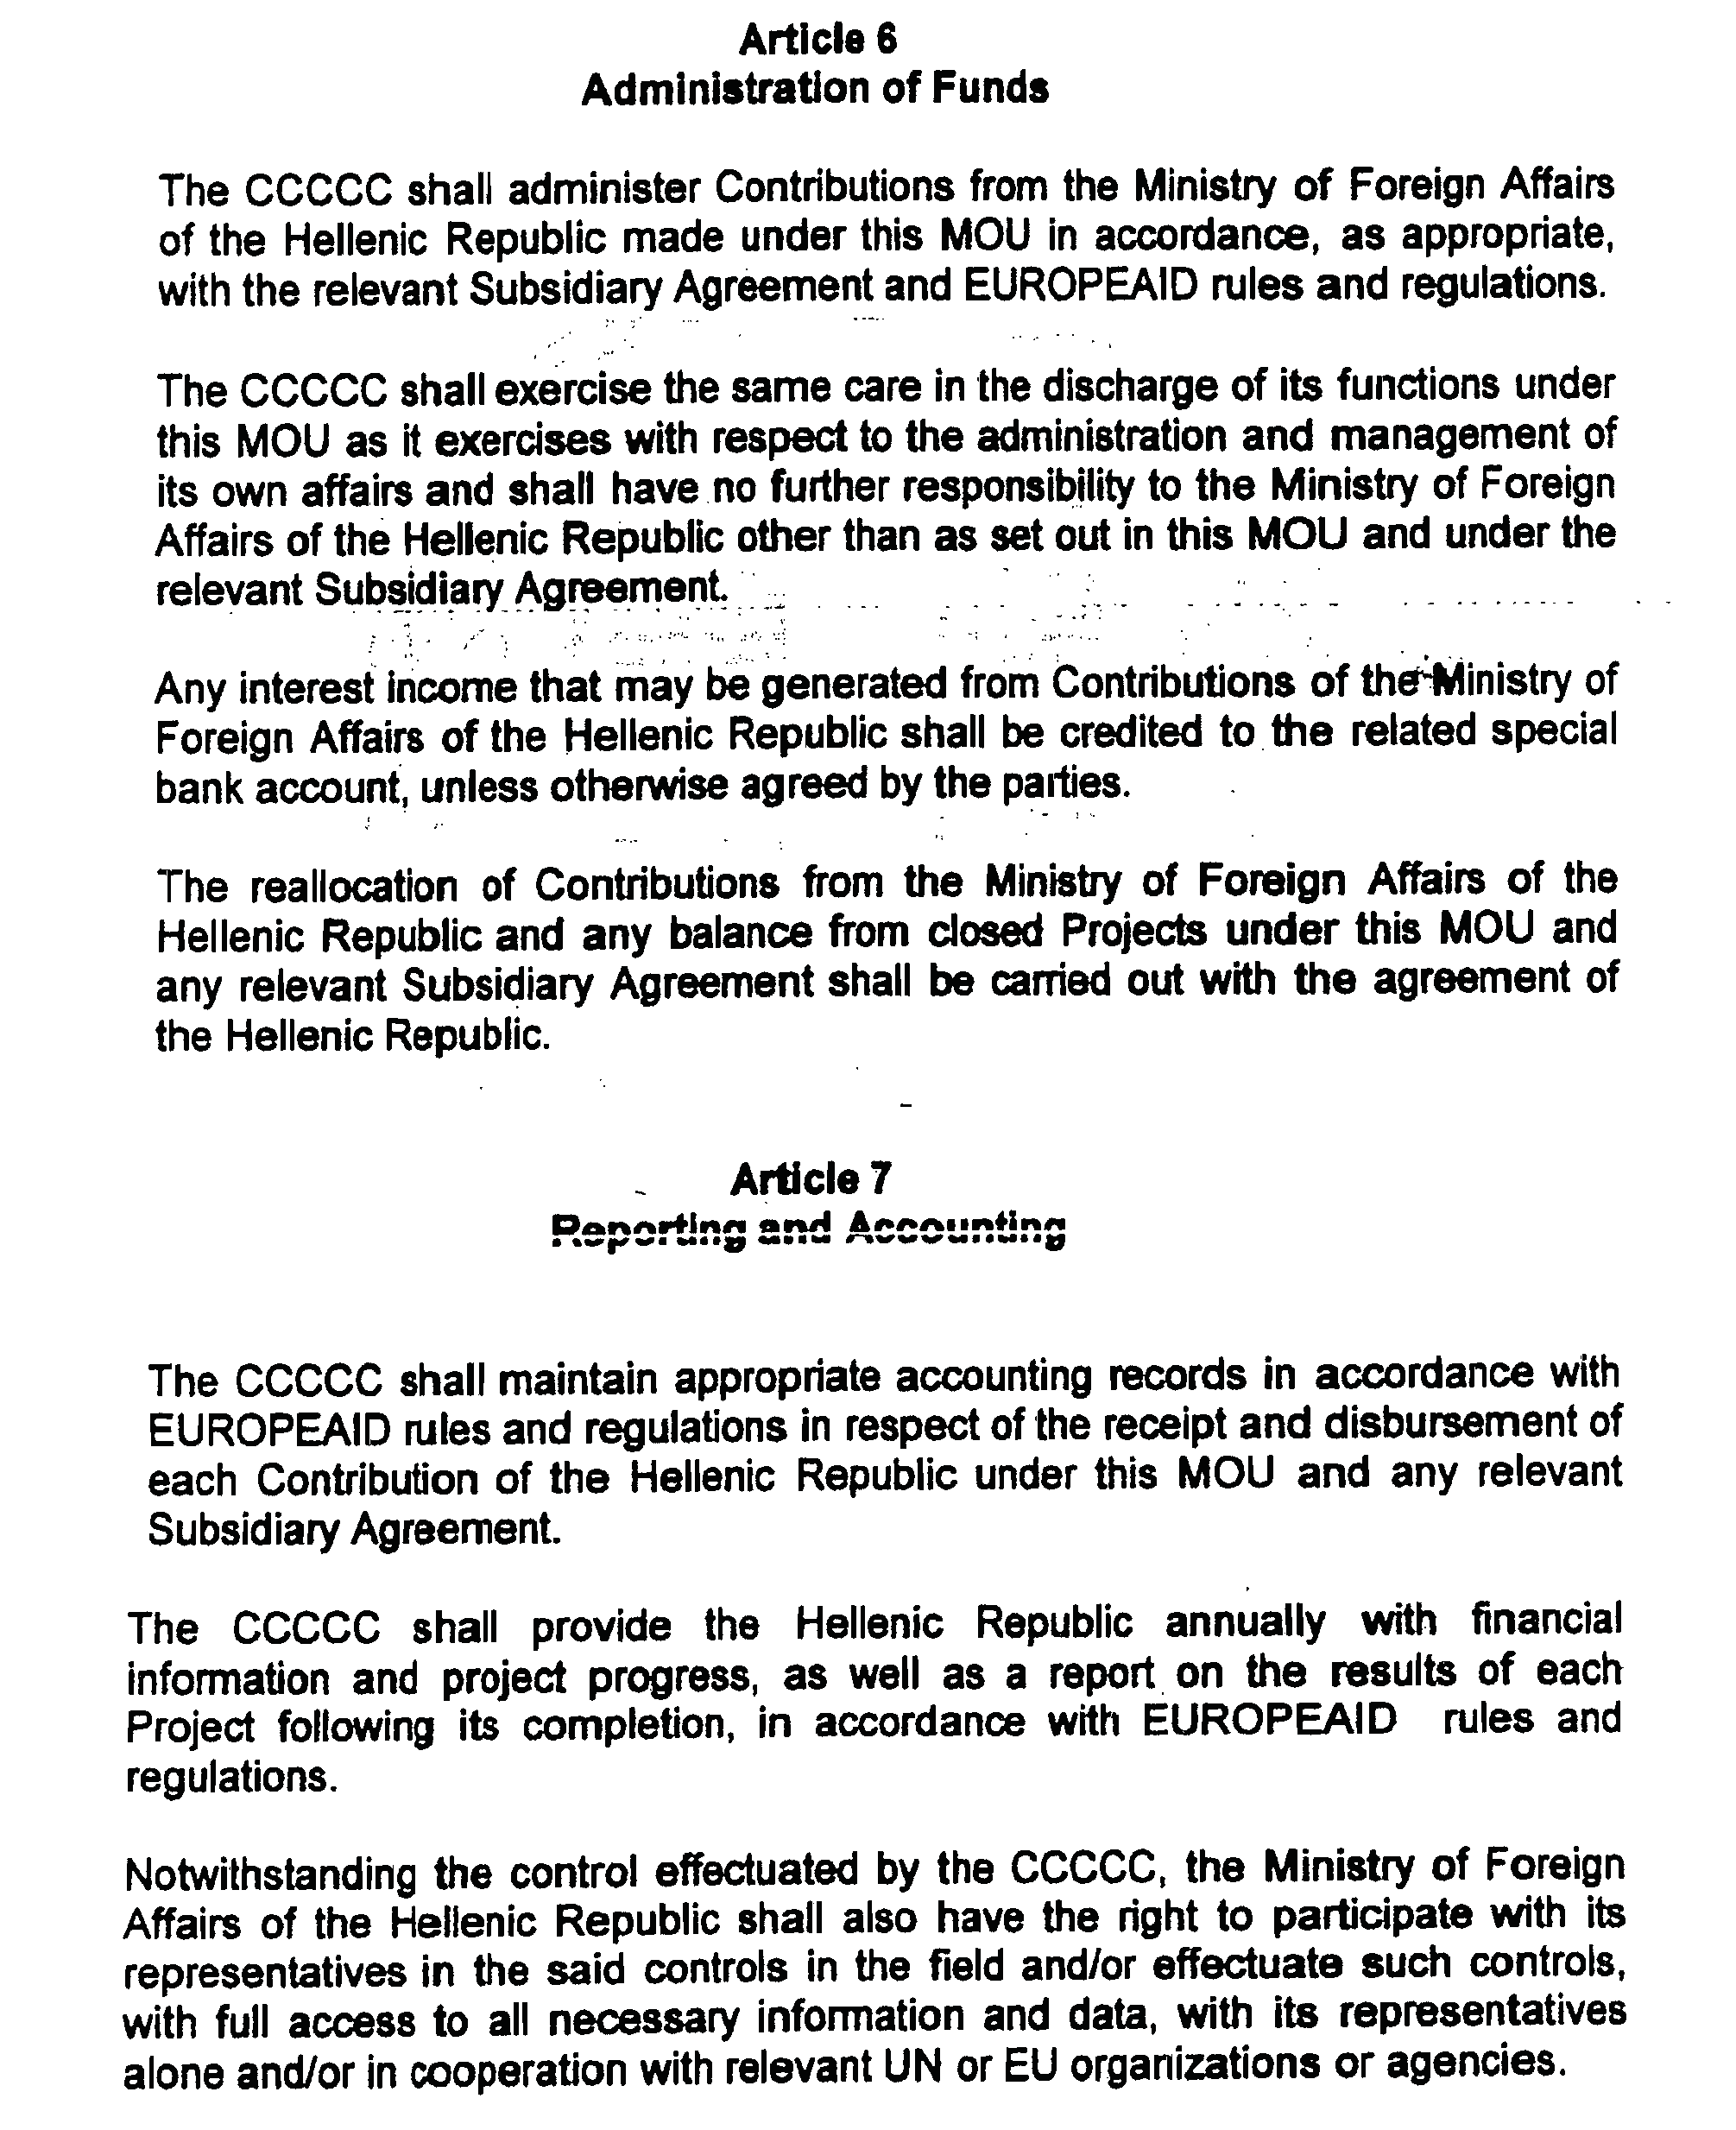 Article 6
Administration of Funds
The CCCCC shall administer Contributions from the Ministry of Foreign Affairs
of the Hellenic Republic made under this MOU in accordance, as appropriate,
with the relevant Subsidiary Agreement and EUROPEAID rules and regulations.
The CCCCC shall exercise the same care in the discharge of its functions under
this MOU as it exercises with respect to the administration and management of
its own affairs and shall have no further responsibility to the Ministry of Foreign
Affairs of the Hellenic Republic other than as set out in this MOU and under the
relevant Subsidiary Agreement.
Any interest income that may be generated from Contributions of the Ministry of
Foreign Affairs of the Hellenic Republic shall be credited to the related special
bank account, unless otherwise agreed by the parties.
The reallocation of Contributions from the Ministry of Foreign Affairs of the
Hellenic Republic and any balance from closed Projects under this MOU and
any relevant Subsidiary Agreement shall be carried out with the agreement of
the Hellenic Republic.
Article 7
Reporting and Accounting
The CCCCC shall maintain appropriate accounting records in accordance with
EUROPEAID rules and regulations in respect of the receipt and disbursement of
each Contribution of the Hellenic Republic under this MOU and any relevant
Subsidiary Agreement.
The CCCCC shall provide the Hellenic Republic annually with financial
information and project progress, as well as a report on the results of each
Project following its completion, in accordance with EUROPEAID rules and
regulations.
Notwithstanding the control effectuated by the CCCCC, the Ministry of Foreign
Affairs of the Hellenic Republic shall also have the right to participate with its
representatives in the said controls in the field and/or effectuate such controls,
with full access to all necessary information and data, with its representatives
alone and/or in cooperation with relevant UN or EU organizations or agencies.